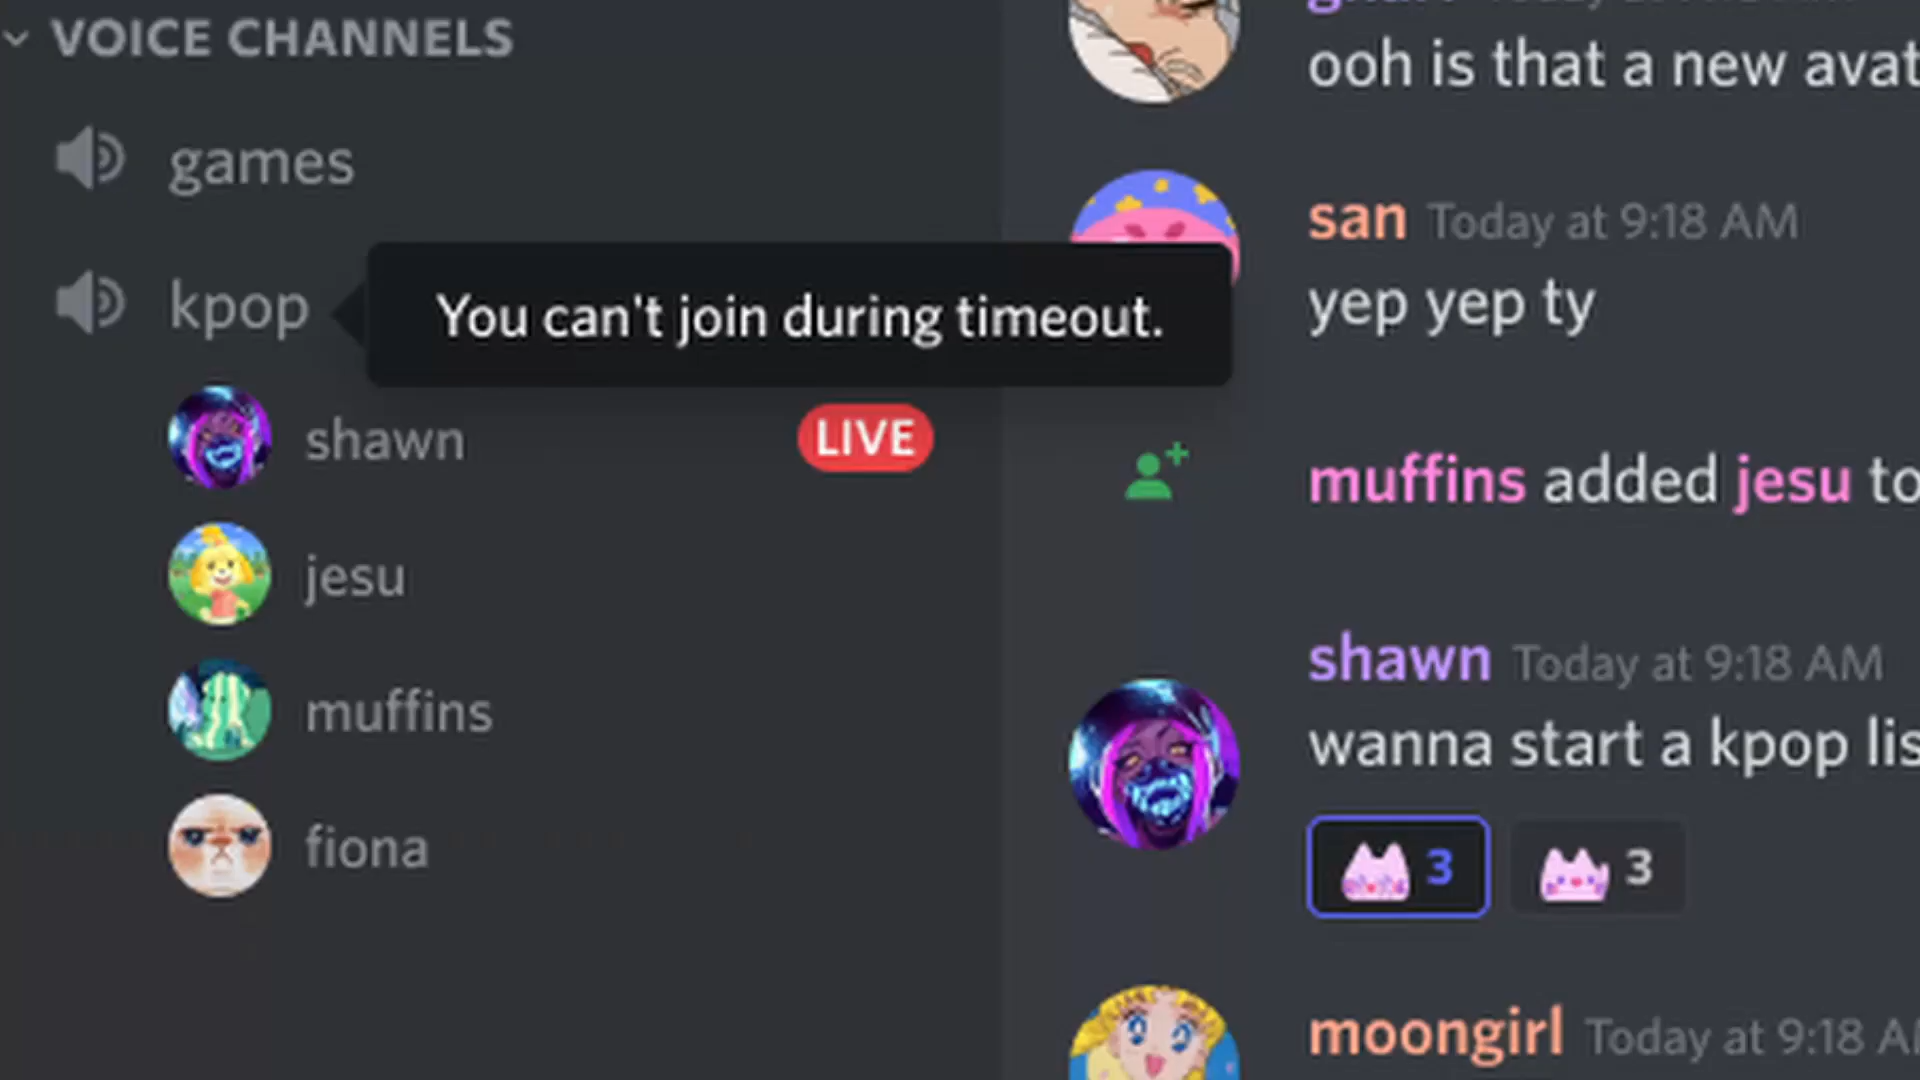 VOICE CHANNELS
games
kpop
You can't join during timeout.
shawn
LIVE
jesu
muffins
fiona
ooh is that a new avat
san Today at 9:18 AM
yep yep ty
muffins added jesu to
shawn Today at 9:18 AM
wanna start a kpop lis
3 3
moongirl Today at 9:18 AM